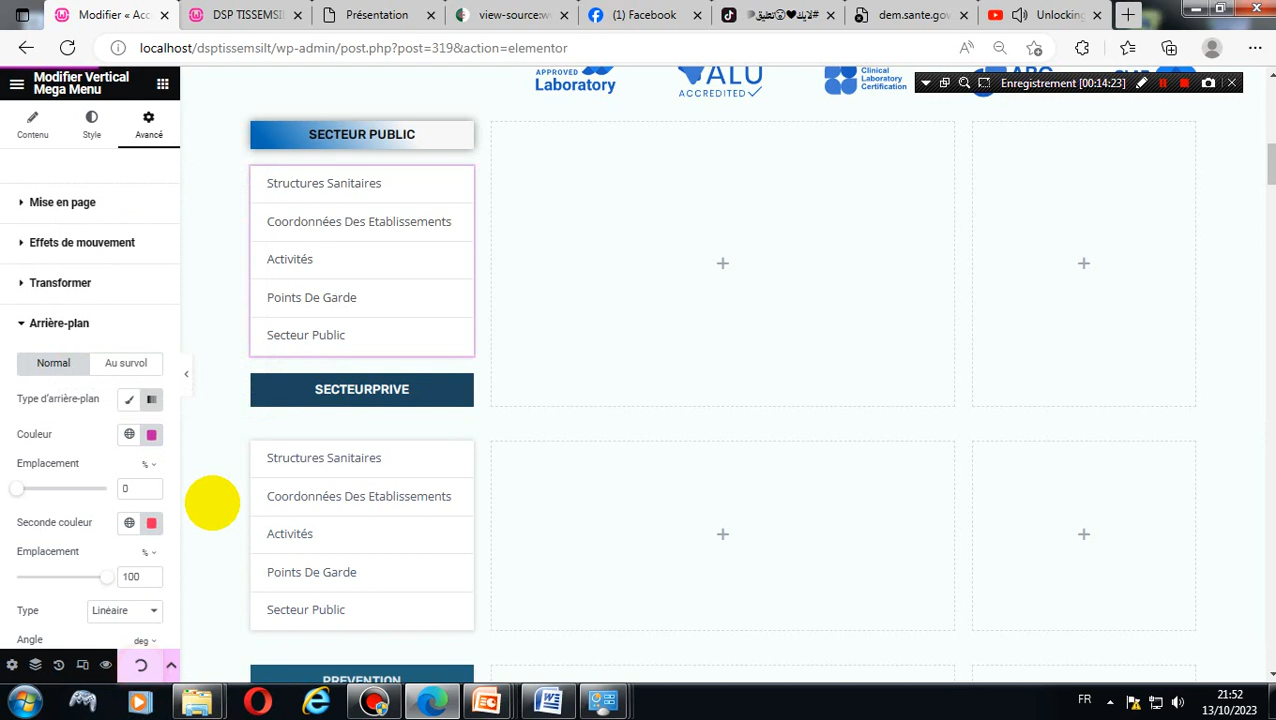 Modifier « Acc
DSP TISSEMSIL
Présentation
view-source:w
(1) Facebook
dem.sante.gov
Unlocking
localhost/dsptissemsilt/wp-admin/post.php?post=319&action=elementor
Modifier Vertical
Mega Menu
Contenu
Style
Avancé
APPROVED
Laboratory
VALU
ACCREDITED
Clinical
Laboratory
Certification
Enregistrement [00:14:23]
Mise en page
Effets de mouvement
Transformer
Arrière-plan
Normal
Au survol
Type d'arrière-plan
Couleur
Emplacement
%
0
Seconde couleur
Emplacement
%
100
Type
Linéaire
Angle
deg
SECTEUR PUBLIC
Structures Sanitaires
Coordonnées Des Etablissements
Activités
Points De Garde
Secteur Public
SECTEURPRIVE
Structures Sanitaires
Coordonnées Des Etablissements
Activités
Points De Garde
Secteur Public
PREVENTION
FR
21:52
13/10/2023